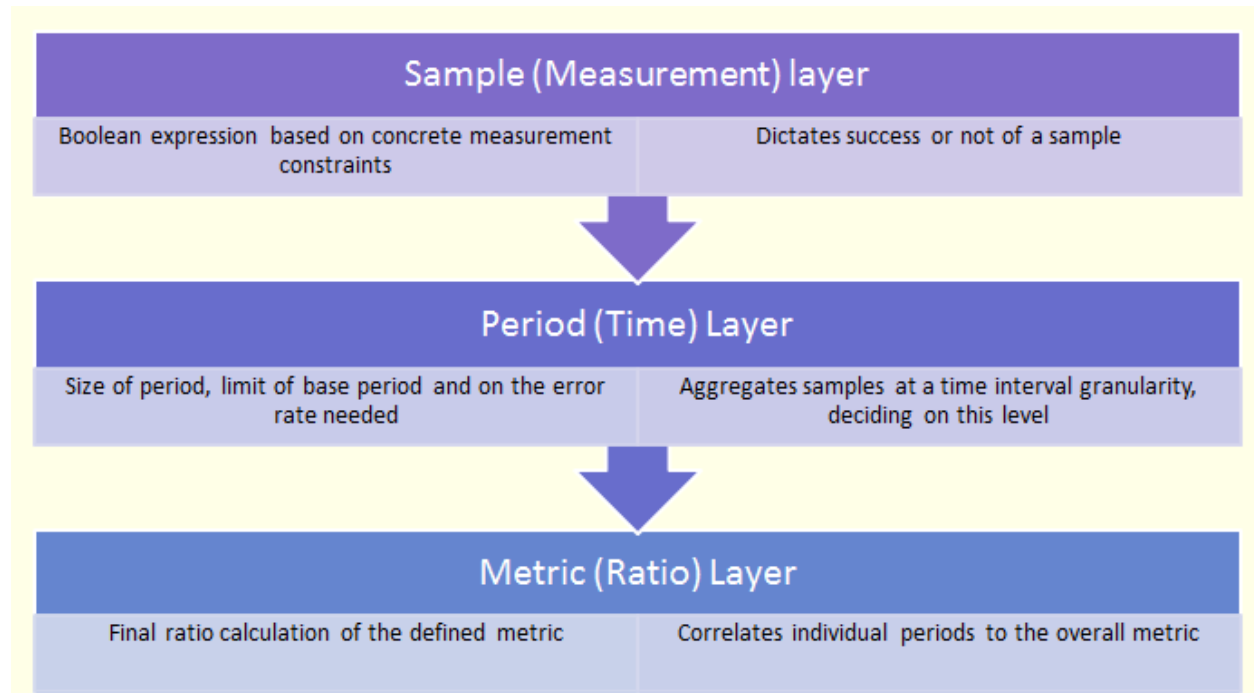 Sample (Measurement) layer
Boolean expression based on concrete measurement
constraints
Dictates success or not of a sample
Period (Time) Layer
Size of period, limit of base period and on the error
rate needed
Aggregates samples at a time interval granularity,
deciding on this level
Metric (Ratio) Layer
Final ratio calculation of the defined metric
Correlates individual periods to the overall metric